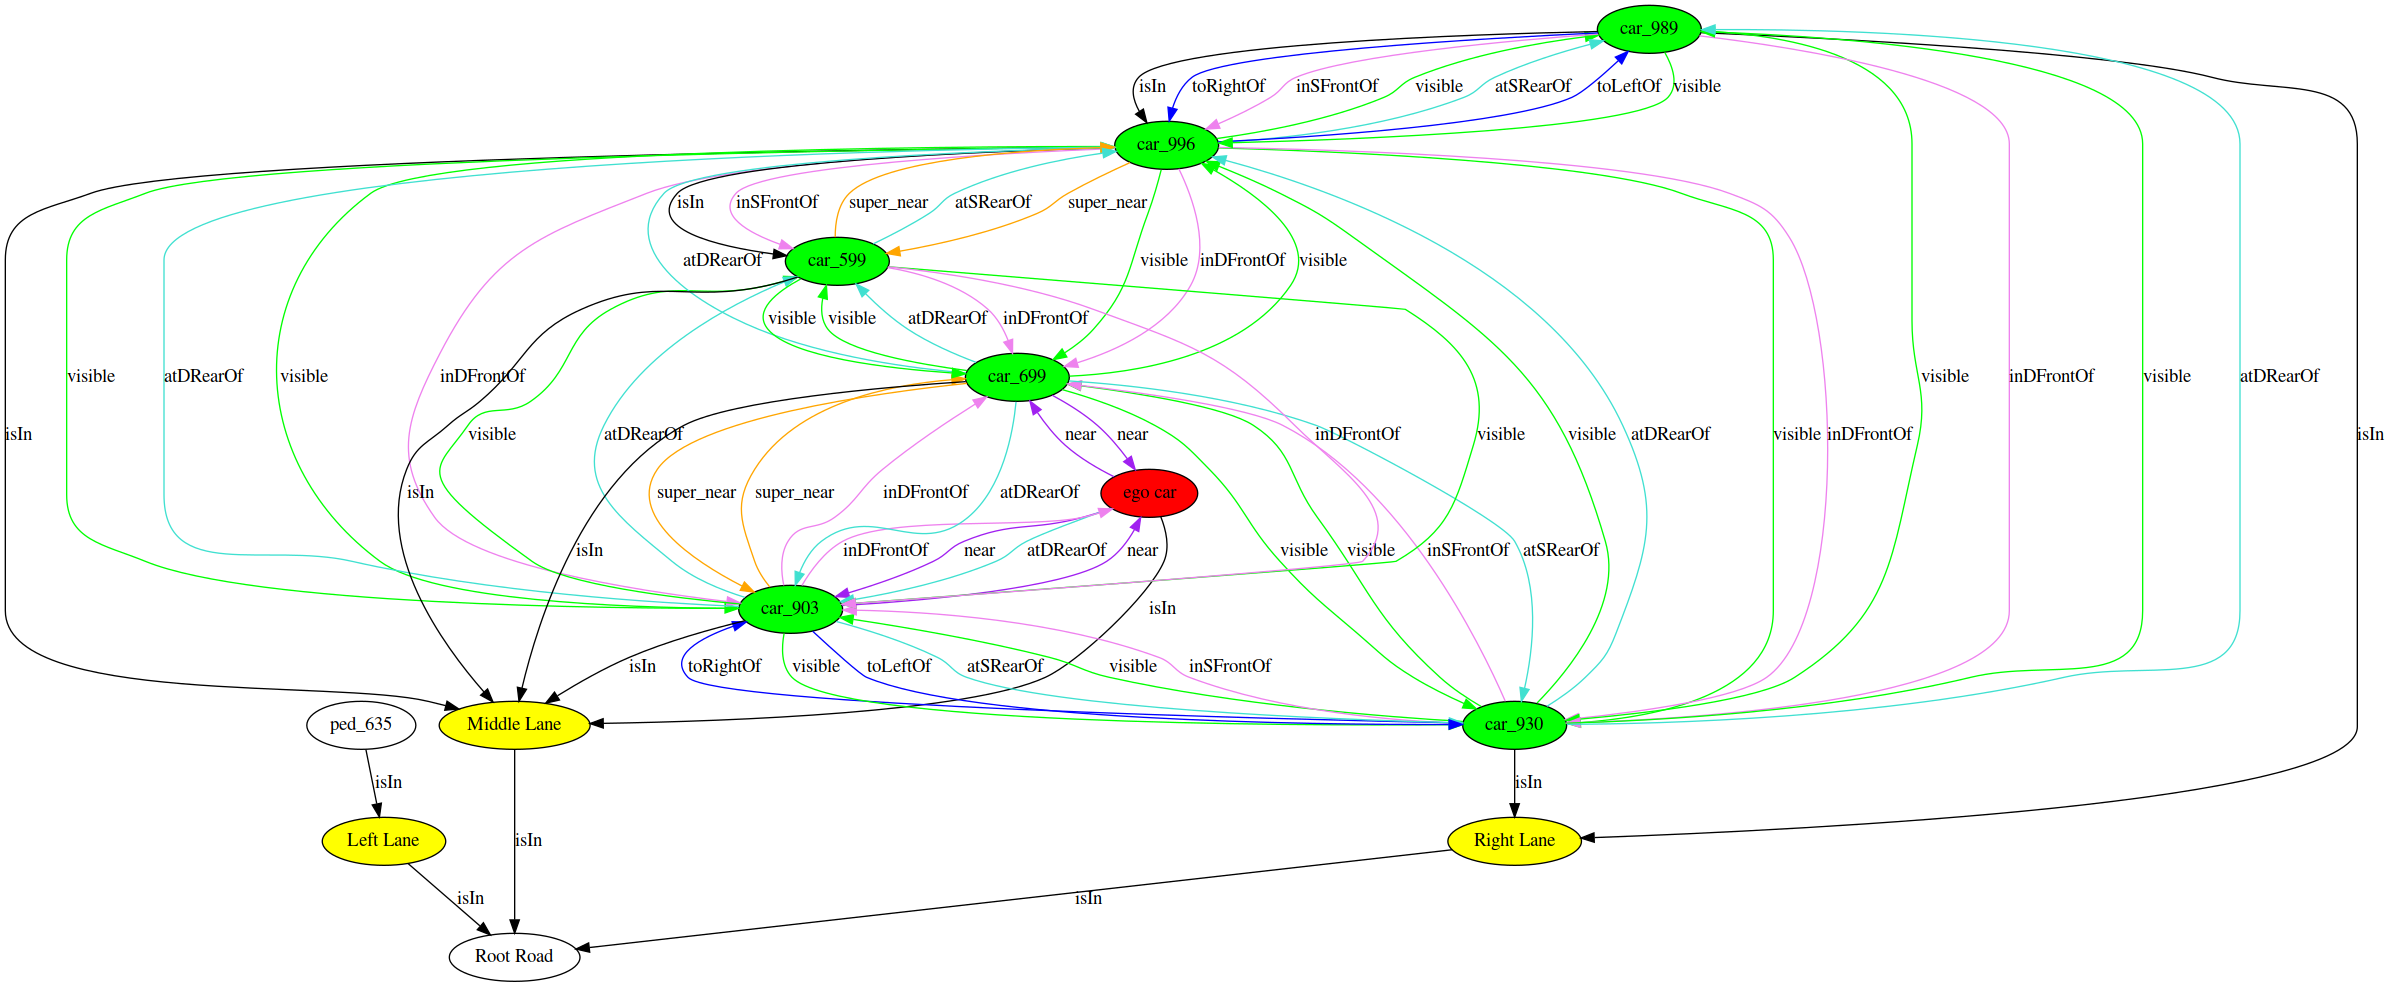 car_989
isIn
toRightOf
inSFrontOf
visible
atSRearOf
toLeftOf
visible
car_996
isIn
inSFrontOf
super_near
atSRearOf
super_near
atDRearOf
car_599
visible
inDFrontOf
visible
visible
visible
atDRearOf
inDFrontOf
visible
atDRearOf
visible
inDFrontOf
car_699
visible
inDFrontOf
visible
atDRearOf
isIn
visible
atDRearOf
near
near
inDFrontOf
visible
visible
atDRearOf
visible
inDFrontOf
isIn
isIn
super_near
super_near
inDFrontOf
atDRearOf
ego car
isIn
inDFrontOf
near
atDRearOf
near
visible
visible
inSFrontOf
atSRearOf
car_903
isIn
isIn
toRightOf
visible
toLeftOf
atSRearOf
visible
inSFrontOf
ped_635
Middle Lane
car_930
isIn
isIn
Left Lane
isIn
Right Lane
isIn
isIn
Root Road